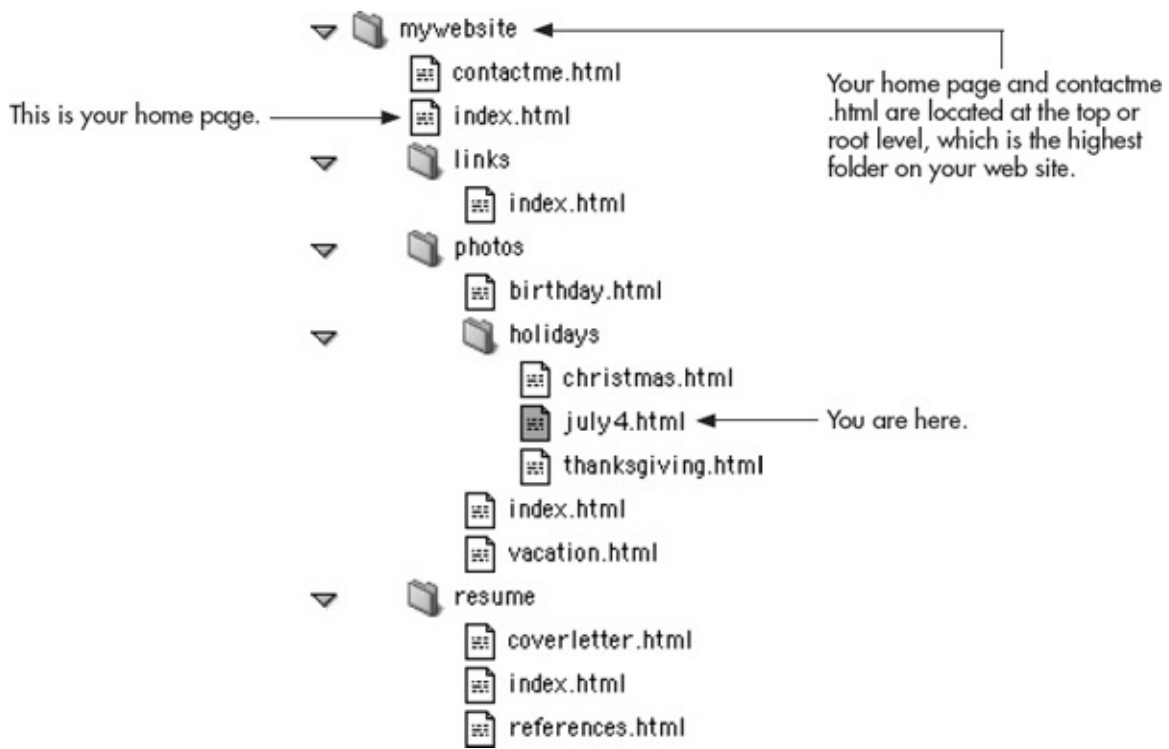 mywebsite
contactme.html
This is your home page.
index.html
Your home page and contactme
.html are located at the top or
root level, which is the highest
folder on your web site.
links
index.html
photos
birthday.html
holidays
christmas.html
july4.html
You are here.
thanksgiving.html
index.html
vacation.html
resume
coverletter.html
index.html
references.html